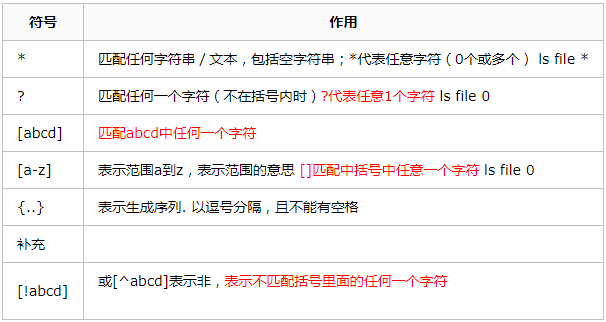 符号 作用
* 匹配任何字符串／文本，包括空字符串；*代表任意字符（0个或多个） ls file *
? 匹配任何一个字符（不在括号内时）?代表任意1个字符 ls file 0
[abcd] 匹配abcd中任何一个字符
[a-z] 表示范围a到z，表示范围的意思 []匹配中括号中任意一个字符 ls file 0
{..} 表示生成序列. 以逗号分隔，且不能有空格
补充
[!abcd] 或[^abcd]表示非，表示不匹配括号里面的任何一个字符